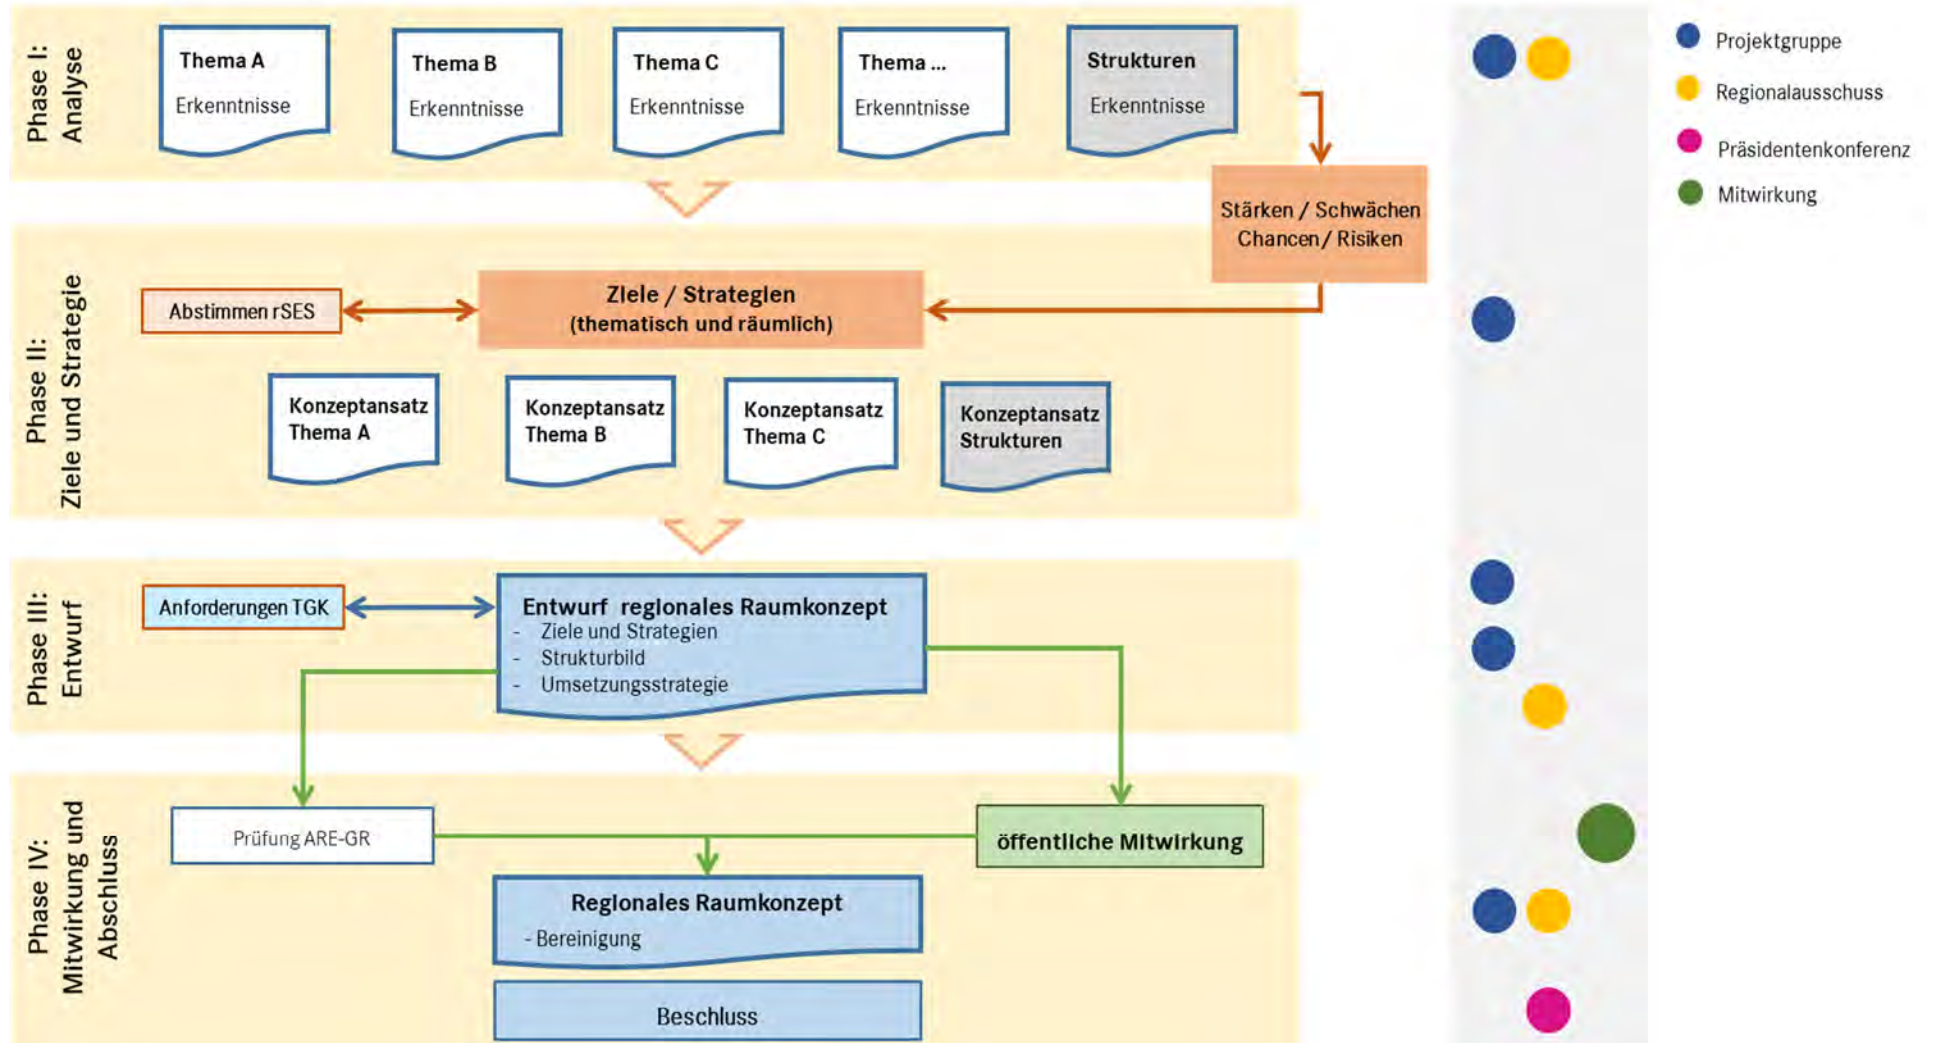 Phase I:
Analyse
Thema A
Erkenntnisse
Thema B
Erkenntnisse
Thema C
Erkenntnisse
Thema ...
Erkenntnisse
Strukturen
Erkenntnisse
Stärken / Schwächen
Chancen / Risiken
Phase II:
Ziele und Strategie
Abstimmen rSES
Ziele / Strategien
(thematisch und räumlich)
Konzeptansatz
Thema A
Konzeptansatz
Thema B
Konzeptansatz
Thema C
Konzeptansatz
Strukturen
Phase III:
Entwurf
Anforderungen TGK
Entwurf regionales Raumkonzept
- Ziele und Strategien
- Strukturbild
- Umsetzungsstrategie
Phase IV:
Mitwirkung und
Abschluss
Prüfung ARE-GR
öffentliche Mitwirkung
Regionales Raumkonzept
- Bereinigung
Beschluss
Projektgruppe
Regionalausschuss
Präsidentenkonferenz
Mitwirkung